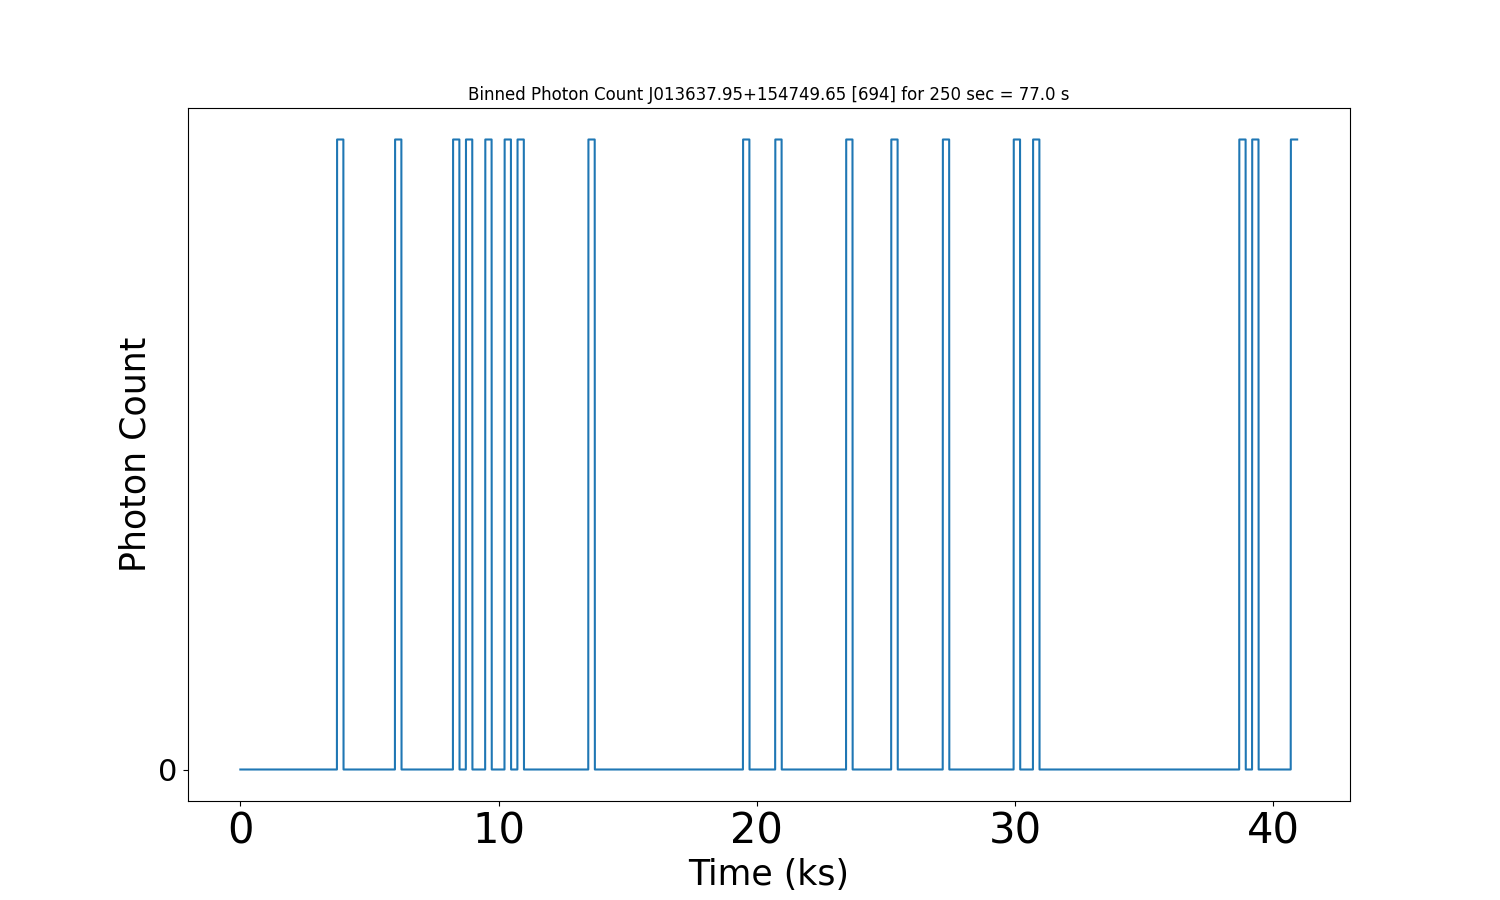 Binned Photon Count J013637.95+154749.65 [694] for 250 sec = 77.0 s
Photon Count
0
0 10 20 30 40
Time (ks)